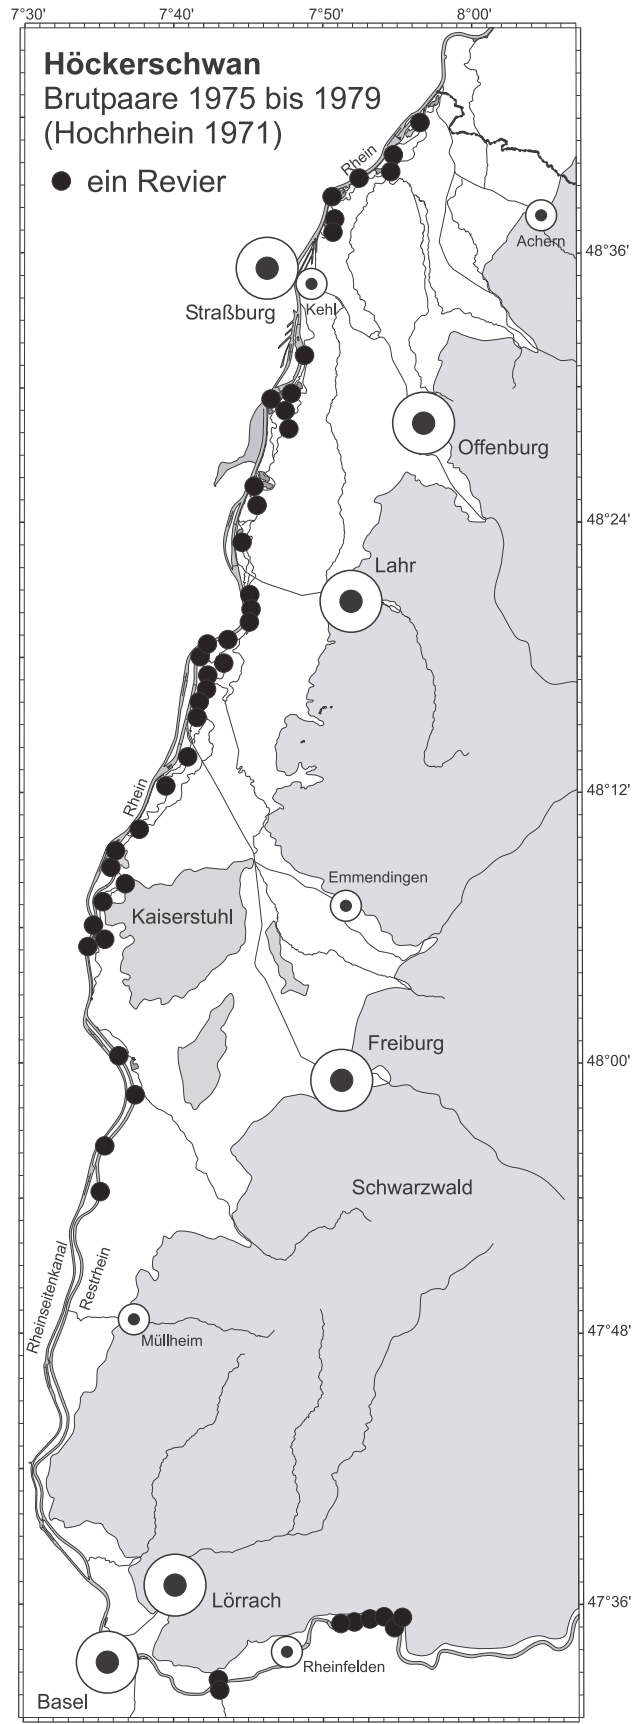 7°30' 7°40' 7°50' 8°00'
Höckerschwan
Brutpaare 1975 bis 1979
(Hochrhein 1971)
ein Revier
Rhein
Achern
48°36'
Straßburg
Kehl
Offenburg
48°24'
Lahr
Rhein
48°12'
Emmendingen
Kaiserstuhl
Freiburg
48°00'
Schwarzwald
Rheinseitenkanal
Restrhein
Müllheim
47°48'
Lörrach
47°36'
Rheinfelden
Basel